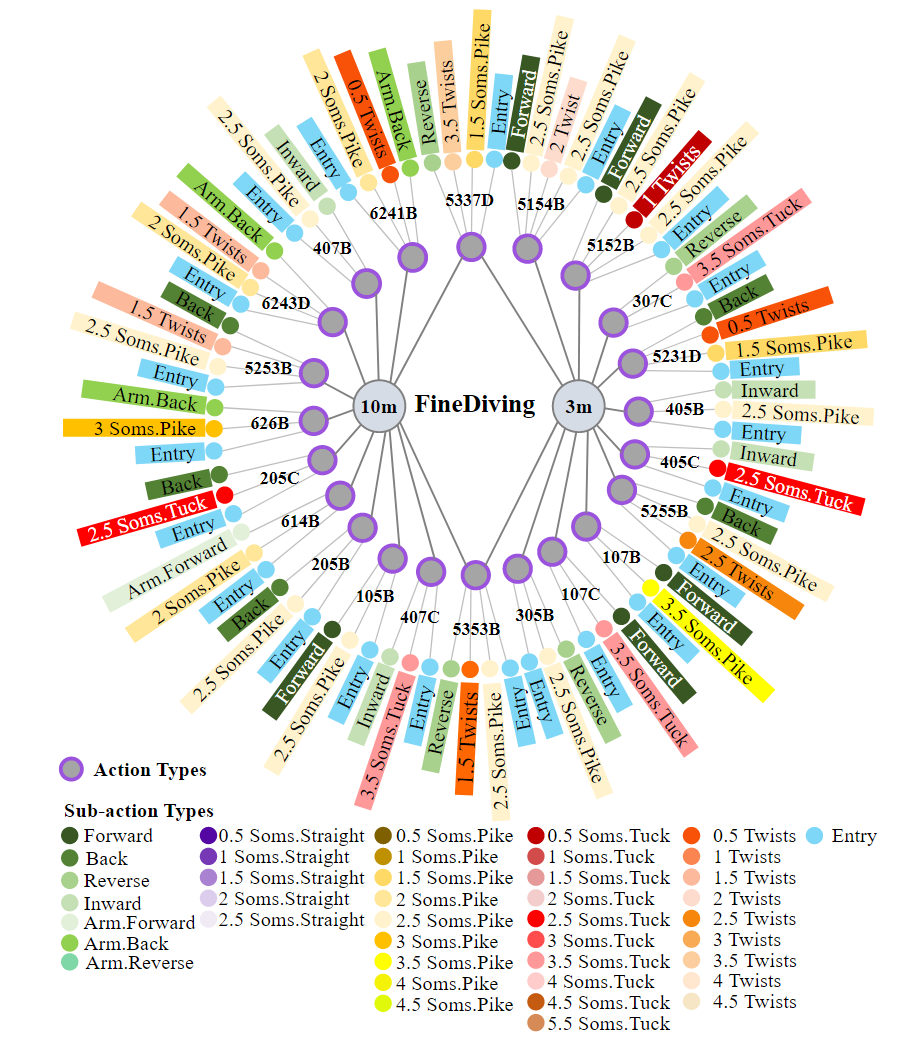 FineDiving
10m
3m
2 Soms.Pike
0.5 Twists
Arm.Back
Reverse
3.5 Twists
1.5 Soms.Pike
Entry
Forward
2.5 Soms.Pike
2 Twist
2.5 Soms.Pike
Entry
Forward
2.5 Soms.Pike
1 Twists
2.5 Soms.Pike
Entry
Reverse
3.5 Soms.Tuck
Entry
Back
0.5 Twists
1.5 Soms.Pike
Entry
Inward
2.5 Soms.Pike
Entry
Inward
2.5 Soms.Tuck
Entry
Back
2.5 Soms.Pike
2.5 Twists
Entry
Forward
3.5 Soms.Pike
Entry
Forward
3.5 Soms.Tuck
Entry
Reverse
2.5 Soms.Pike
Entry
Entry
2.5 Soms.Pike
1.5 Twists
Reverse
Entry
3.5 Soms.Tuck
Inward
Entry
2.5 Soms.Pike
Forward
Entry
2.5 Soms.Pike
Back
Entry
2 Soms.Pike
Arm.Forward
Entry
2.5 Soms.Tuck
Back
Entry
3 Soms.Pike
Arm.Back
Entry
2.5 Soms.Pike
1.5 Twists
Back
Entry
2 Soms.Pike
1.5 Twists
Arm.Back
Entry
2.5 Soms.Pike
Inward
Entry
6241B
5337D
5154B
5152B
307C
5231D
405B
405C
5255B
107B
107C
305B
5353B
407C
105B
205B
614B
205C
626B
5253B
6243D
407B
Action Types
Sub-action Types
Forward
Back
Reverse
Inward
Arm.Forward
Arm.Back
Arm.Reverse
0.5 Soms.Straight
1 Soms.Straight
1.5 Soms.Straight
2 Soms.Straight
2.5 Soms.Straight
0.5 Soms.Pike
1 Soms.Pike
1.5 Soms.Pike
2 Soms.Pike
2.5 Soms.Pike
3 Soms.Pike
3.5 Soms.Pike
4 Soms.Pike
4.5 Soms.Pike
0.5 Soms.Tuck
1 Soms.Tuck
1.5 Soms.Tuck
2 Soms.Tuck
2.5 Soms.Tuck
3 Soms.Tuck
3.5 Soms.Tuck
4 Soms.Tuck
4.5 Soms.Tuck
5.5 Soms.Tuck
0.5 Twists
1 Twists
1.5 Twists
2 Twists
2.5 Twists
3 Twists
3.5 Twists
4 Twists
4.5 Twists
Entry